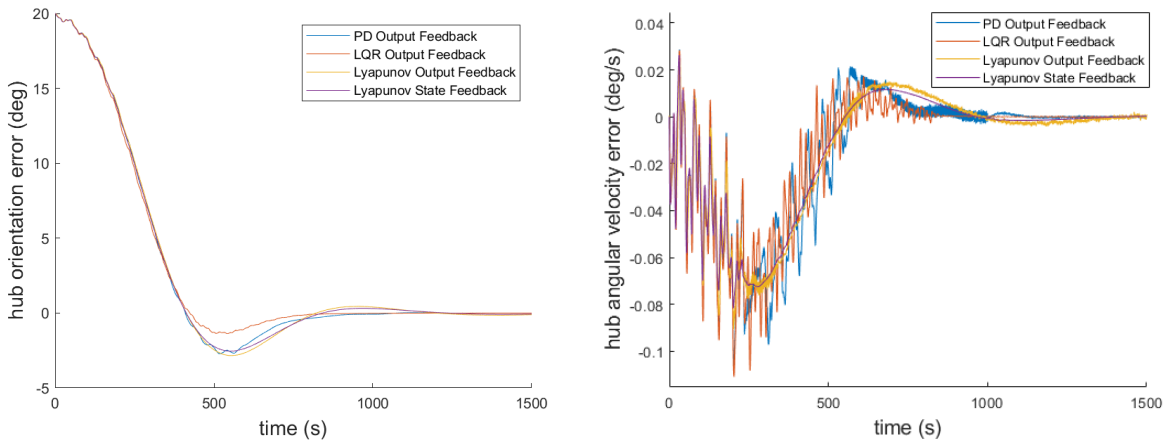 hub orientation error (deg)
20
15
10
5
0
-5
0
500
1000
1500
time (s)
PD Output Feedback
LQR Output Feedback
Lyapunov Output Feedback
Lyapunov State Feedback
hub angular velocity error (deg/s)
0.04
0.02
0
-0.02
-0.04
-0.06
-0.08
-0.1
0
500
1000
1500
time (s)
PD Output Feedback
LQR Output Feedback
Lyapunov Output Feedback
Lyapunov State Feedback